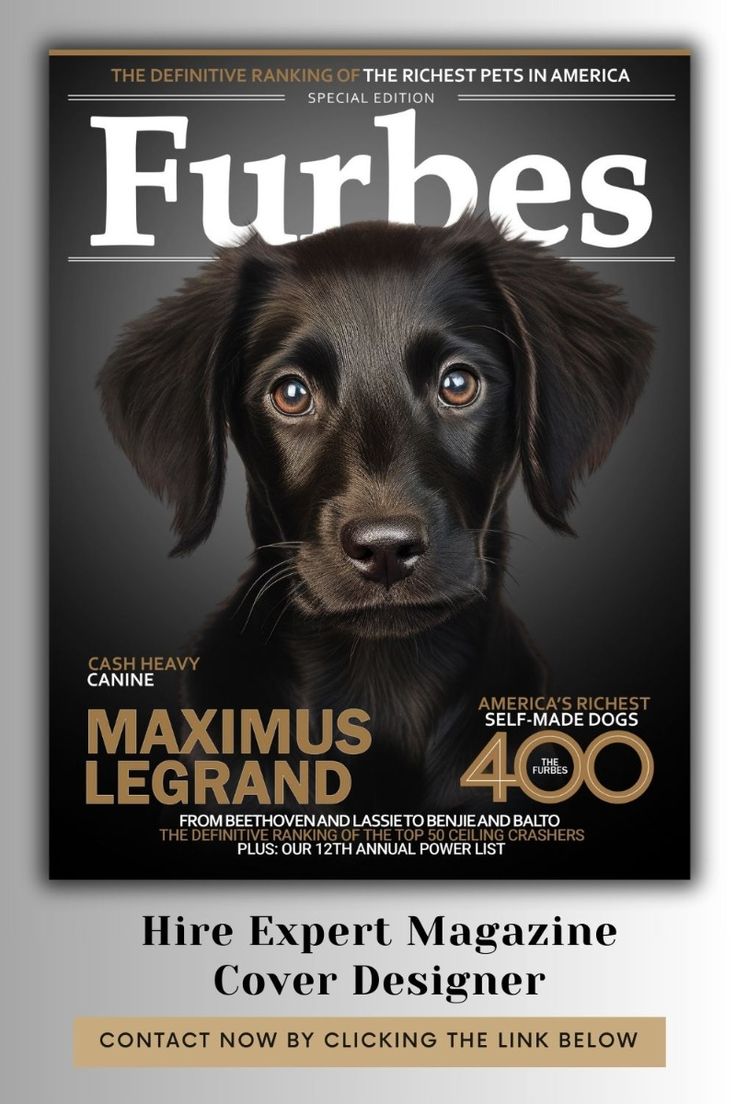 THE DEFINITIVE RANKING OF THE RICHEST PETS IN AMERICA
SPECIAL EDITION
Furbes
CASH HEAVY
CANINE
MAXIMUS
LEGRAND
AMERICA'S RICHEST
SELF-MADE DOGS
400
THE
FURBES
FROM BEETHOVEN AND LASSIE TO BENJIE AND BALTO
THE DEFINITIVE RANKING OF THE TOP 50 CEILING CRASHERS
PLUS: OUR 12TH ANNUAL POWER LIST
Hire Expert Magazine
Cover Designer
CONTACT NOW BY CLICKING THE LINK BELOW